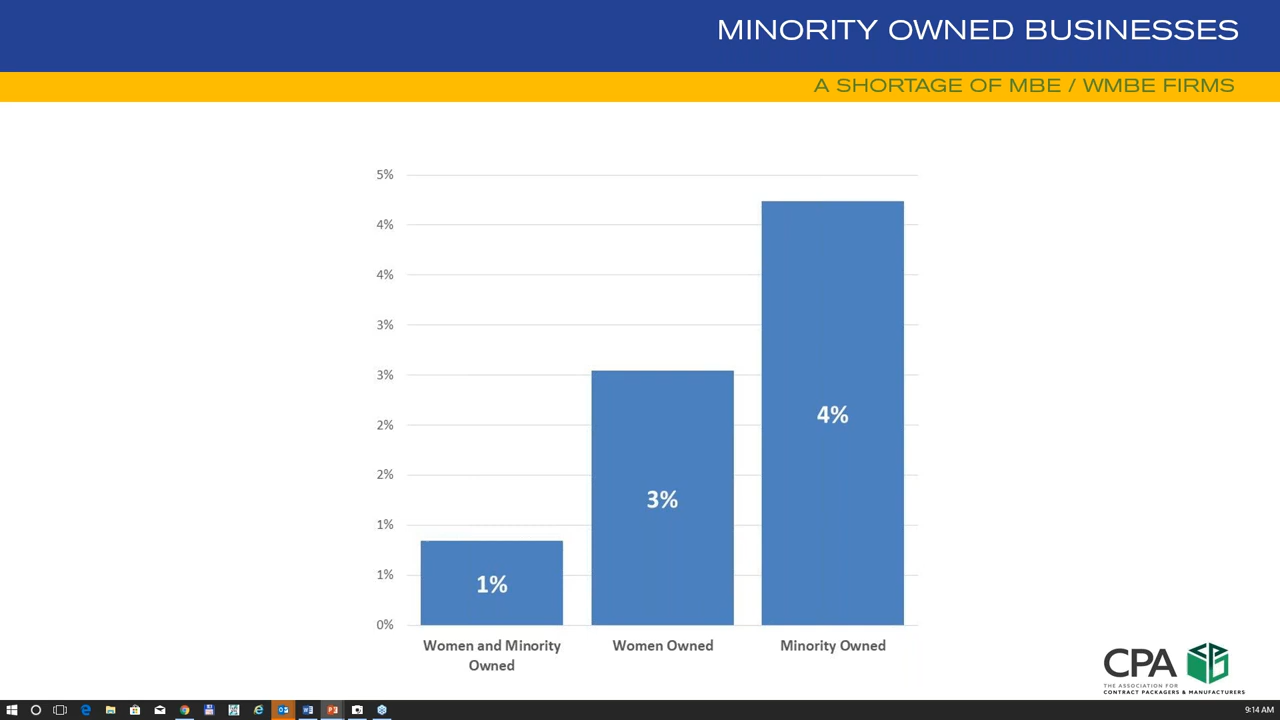 MINORITY OWNED BUSINESSES
A SHORTAGE OF MBE / WMBE FIRMS
5%
4%
4%
3%
3%
2%
2%
1%
1%
0%
1%
3%
4%
Women and Minority
Owned
Women Owned
Minority Owned
CPA
THE ASSOCIATION FOR
CONTRACT PACKAGERS & MANUFACTURERS
9:14 AM